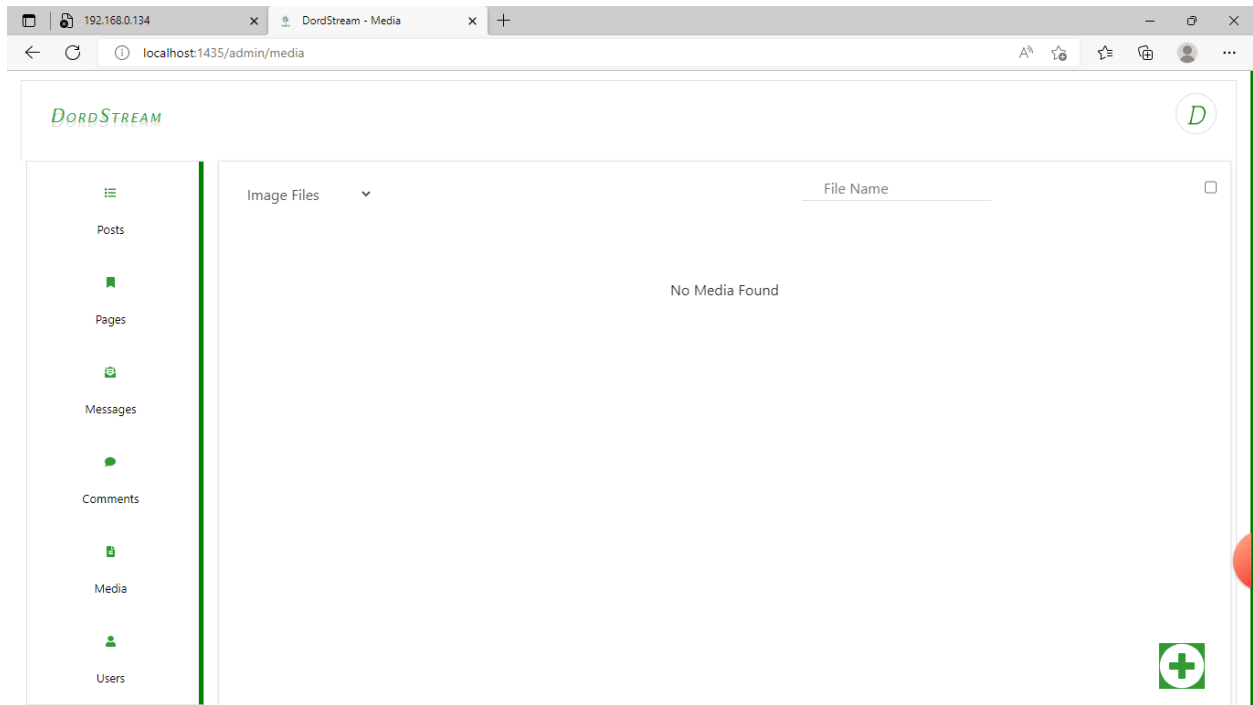 192.168.0.134
DordStream - Media
localhost:1435/admin/media
DORDSTREAM
D
Image Files
File Name
Posts
No Media Found
Pages
Messages
Comments
Media
Users